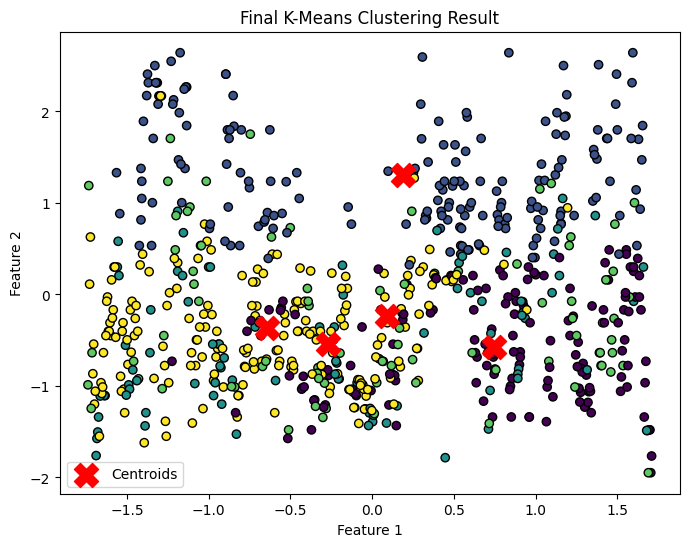 Final K-Means Clustering Result
Feature 2
2
1
0
−1
−2
Centroids
−1.5 −1.0 −0.5 0.0 0.5 1.0 1.5
Feature 1